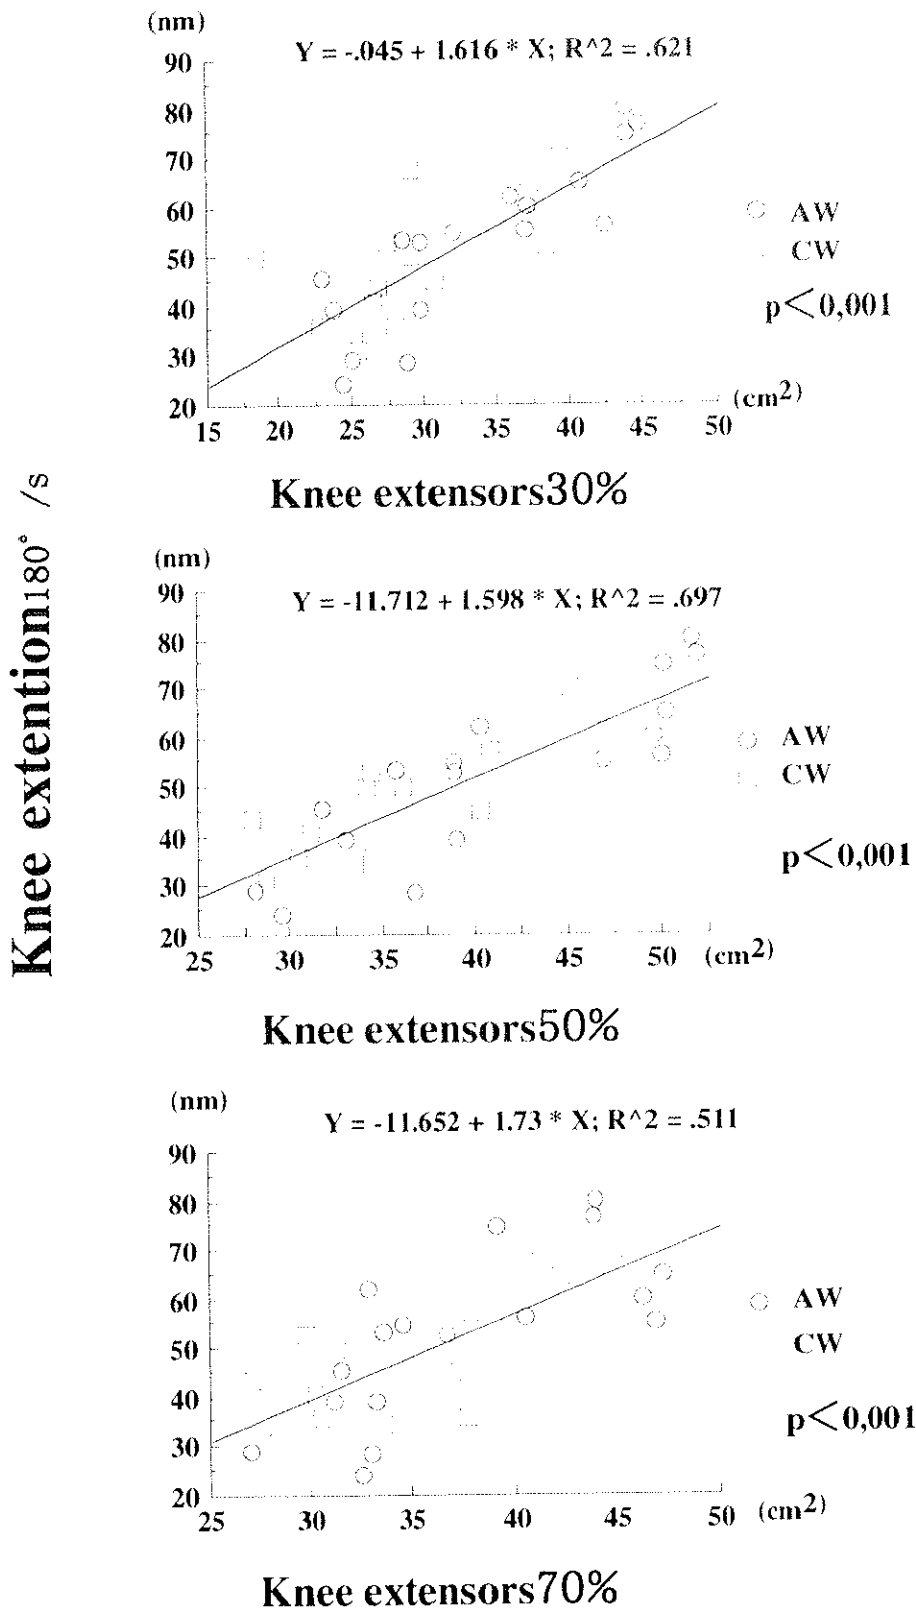 Knee extention180° /s
(nm)
Y = -.045 + 1.616 * X; R^2 = .621
90
80
70
60
50
40
30
20
15 20 25 30 35 40 45 50 (cm2)
AW
CW
p<0,001
Knee extensors30%
(nm)
Y = -11.712 + 1.598 * X; R^2 = .697
90
80
70
60
50
40
30
20
25 30 35 40 45 50 (cm2)
AW
CW
p<0,001
Knee extensors50%
(nm)
Y = -11.652 + 1.73 * X; R^2 = .511
90
80
70
60
50
40
30
20
25 30 35 40 45 50 (cm2)
AW
CW
p<0,001
Knee extensors70%